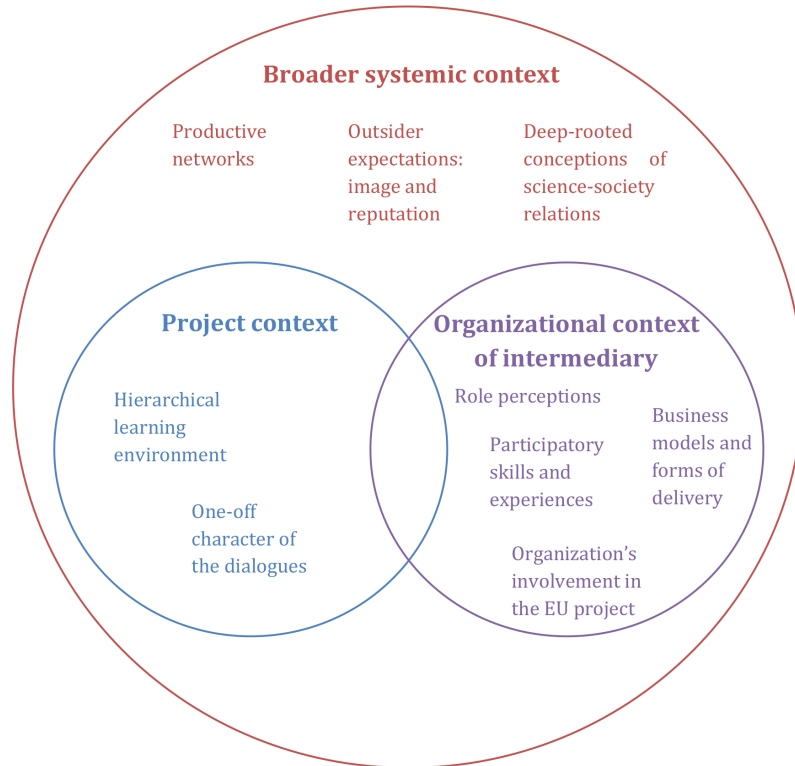 Broader systemic context
Productive
networks
Outsider
expectations:
image and
reputation
Deep-rooted
conceptions of
science-society
relations
Project context
Hierarchical
learning
environment
One-off
character of
the dialogues
Organizational context
of intermediary
Role perceptions
Participatory
skills and
experiences
Business
models and
forms of
delivery
Organization’s
involvement in
the EU project